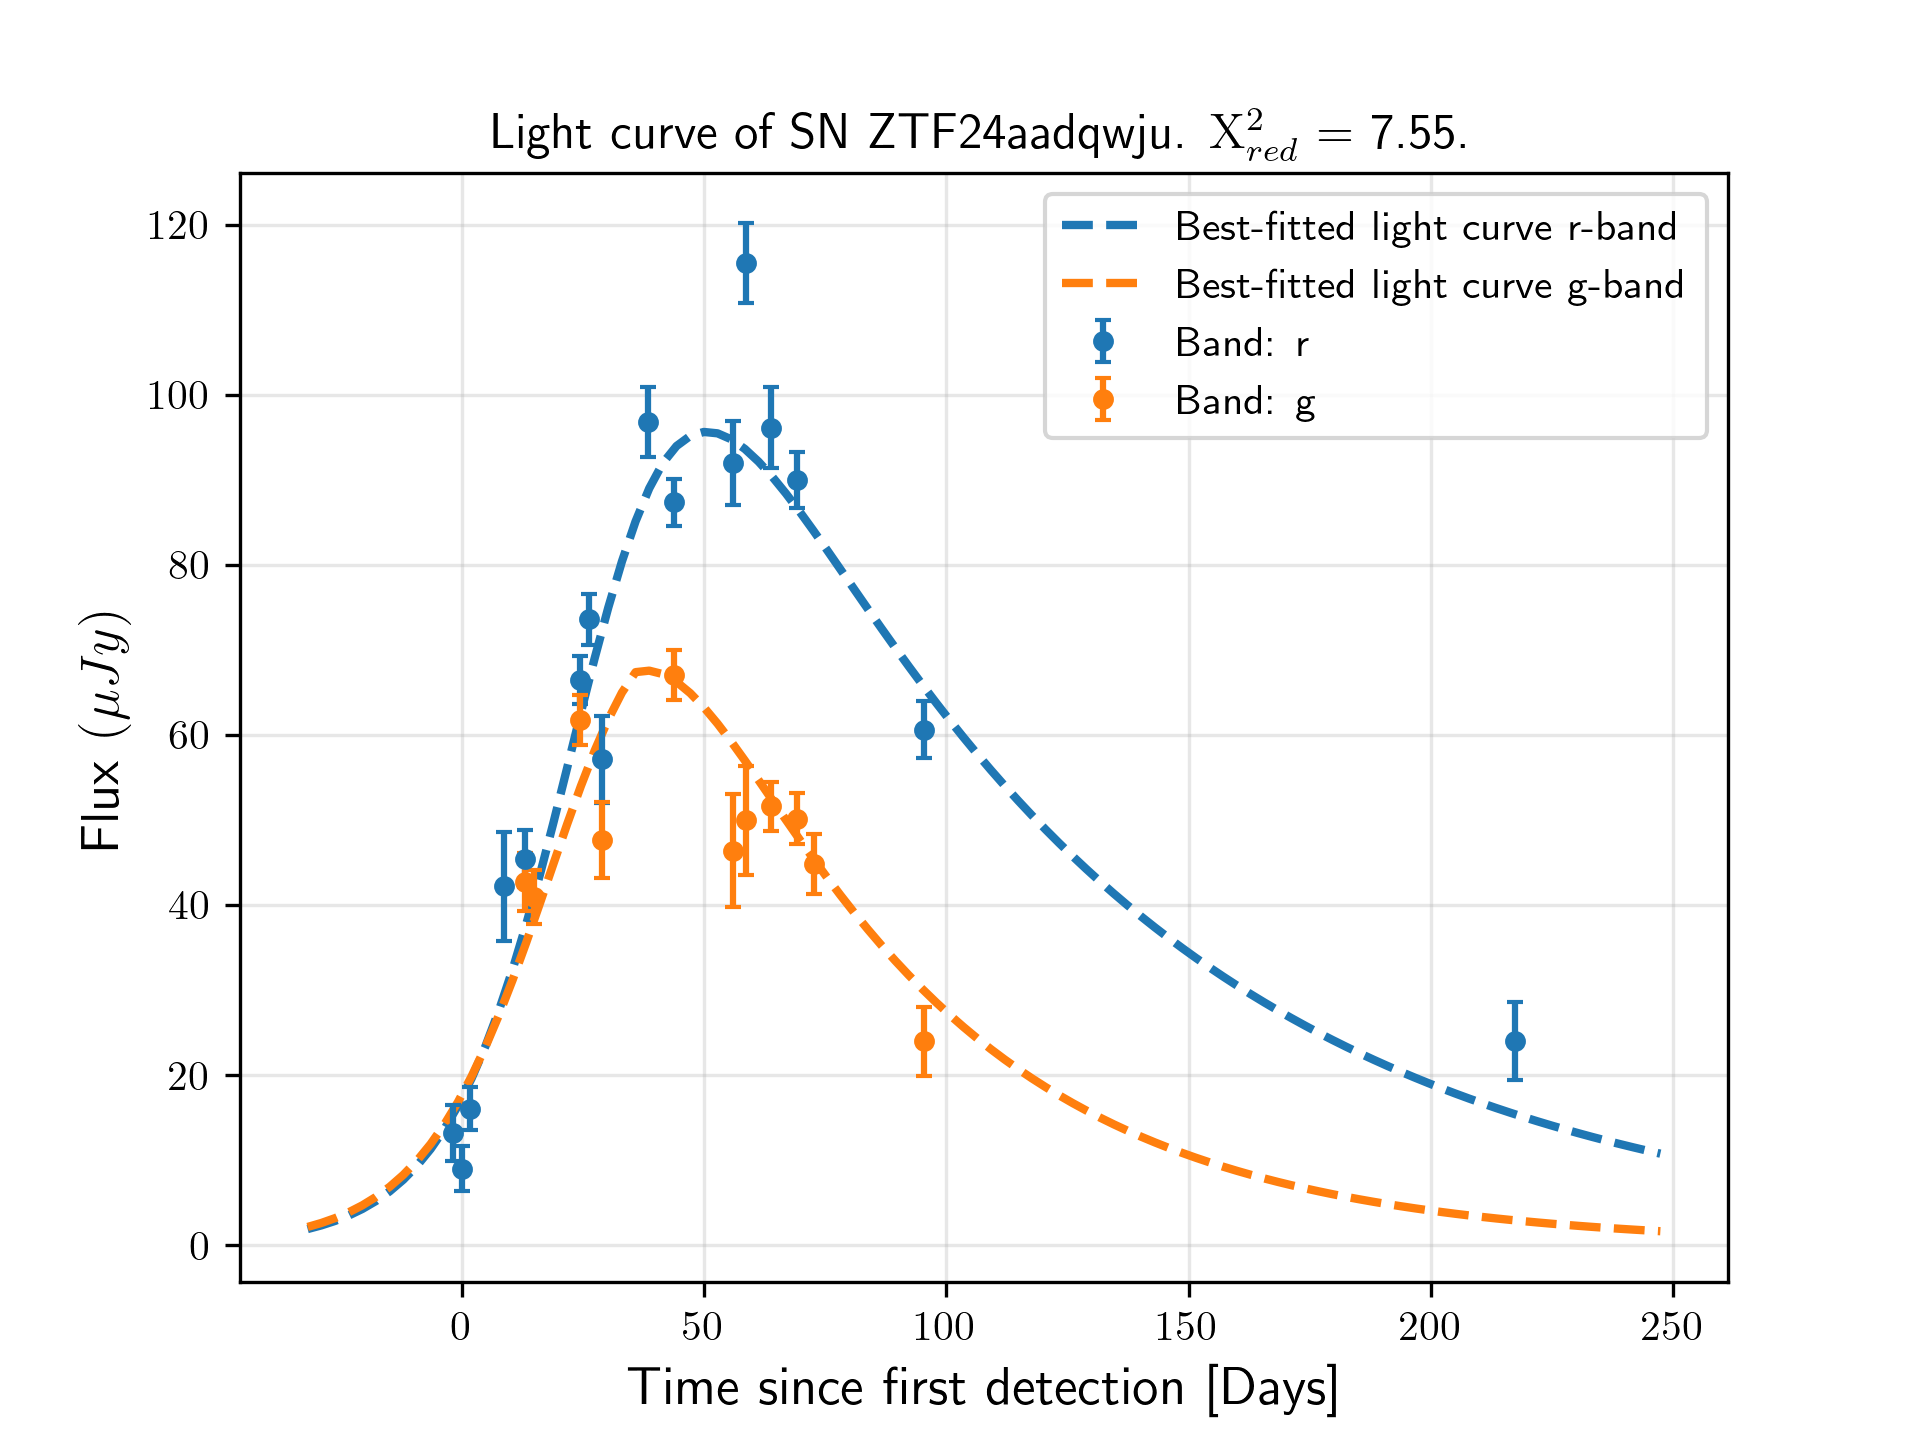 Light curve of SN ZTF24aadqwju. X²red = 7.55.
Best-fitted light curve r-band
Best-fitted light curve g-band
Band: r
Band: g
120
100
80
60
40
20
0
Flux (μJy)
0 50 100 150 200 250
Time since first detection [Days]